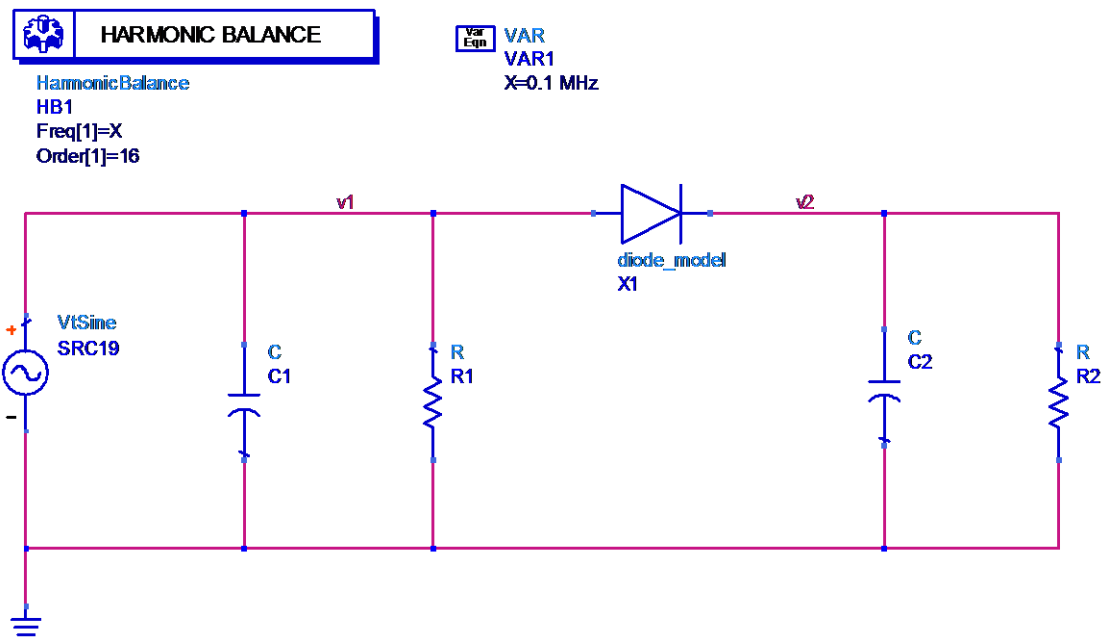 HARMONIC BALANCE
HarmonicBalance
HB1
Freq[1]=X
Order[1]=16
Var
Eqn
VAR
VAR1
X=0.1 MHz
v1
v2
diode_model
X1
+
VtSine
SRC19
-
C
C1
R
R1
C
C2
R
R2